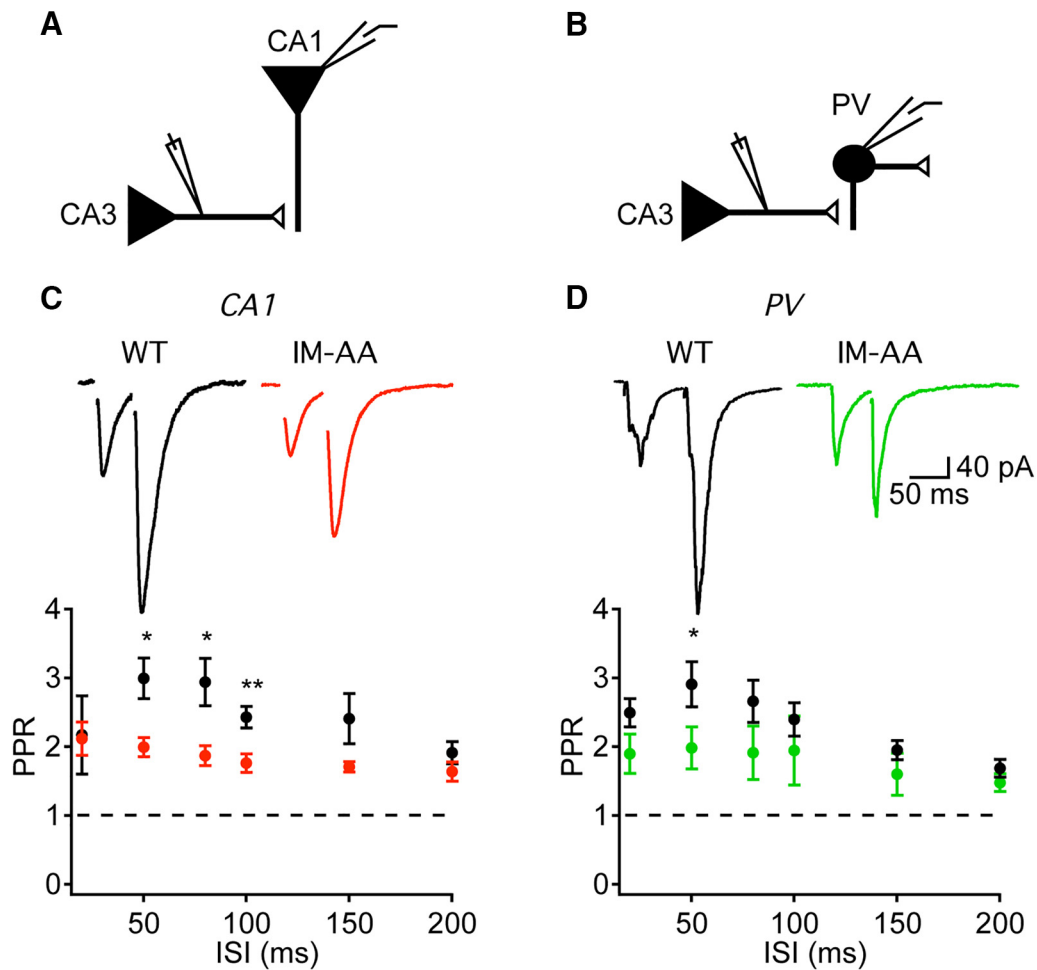 A
CA1
CA3
B
PV
CA3
C
CA1
WT
IM-AA
D
PV
WT
IM-AA
40 pA
50 ms
4
3
2
1
0
PPR
*
*
**
50
100
150
200
ISI (ms)
4
3
2
1
0
PPR
*
50
100
150
200
ISI (ms)